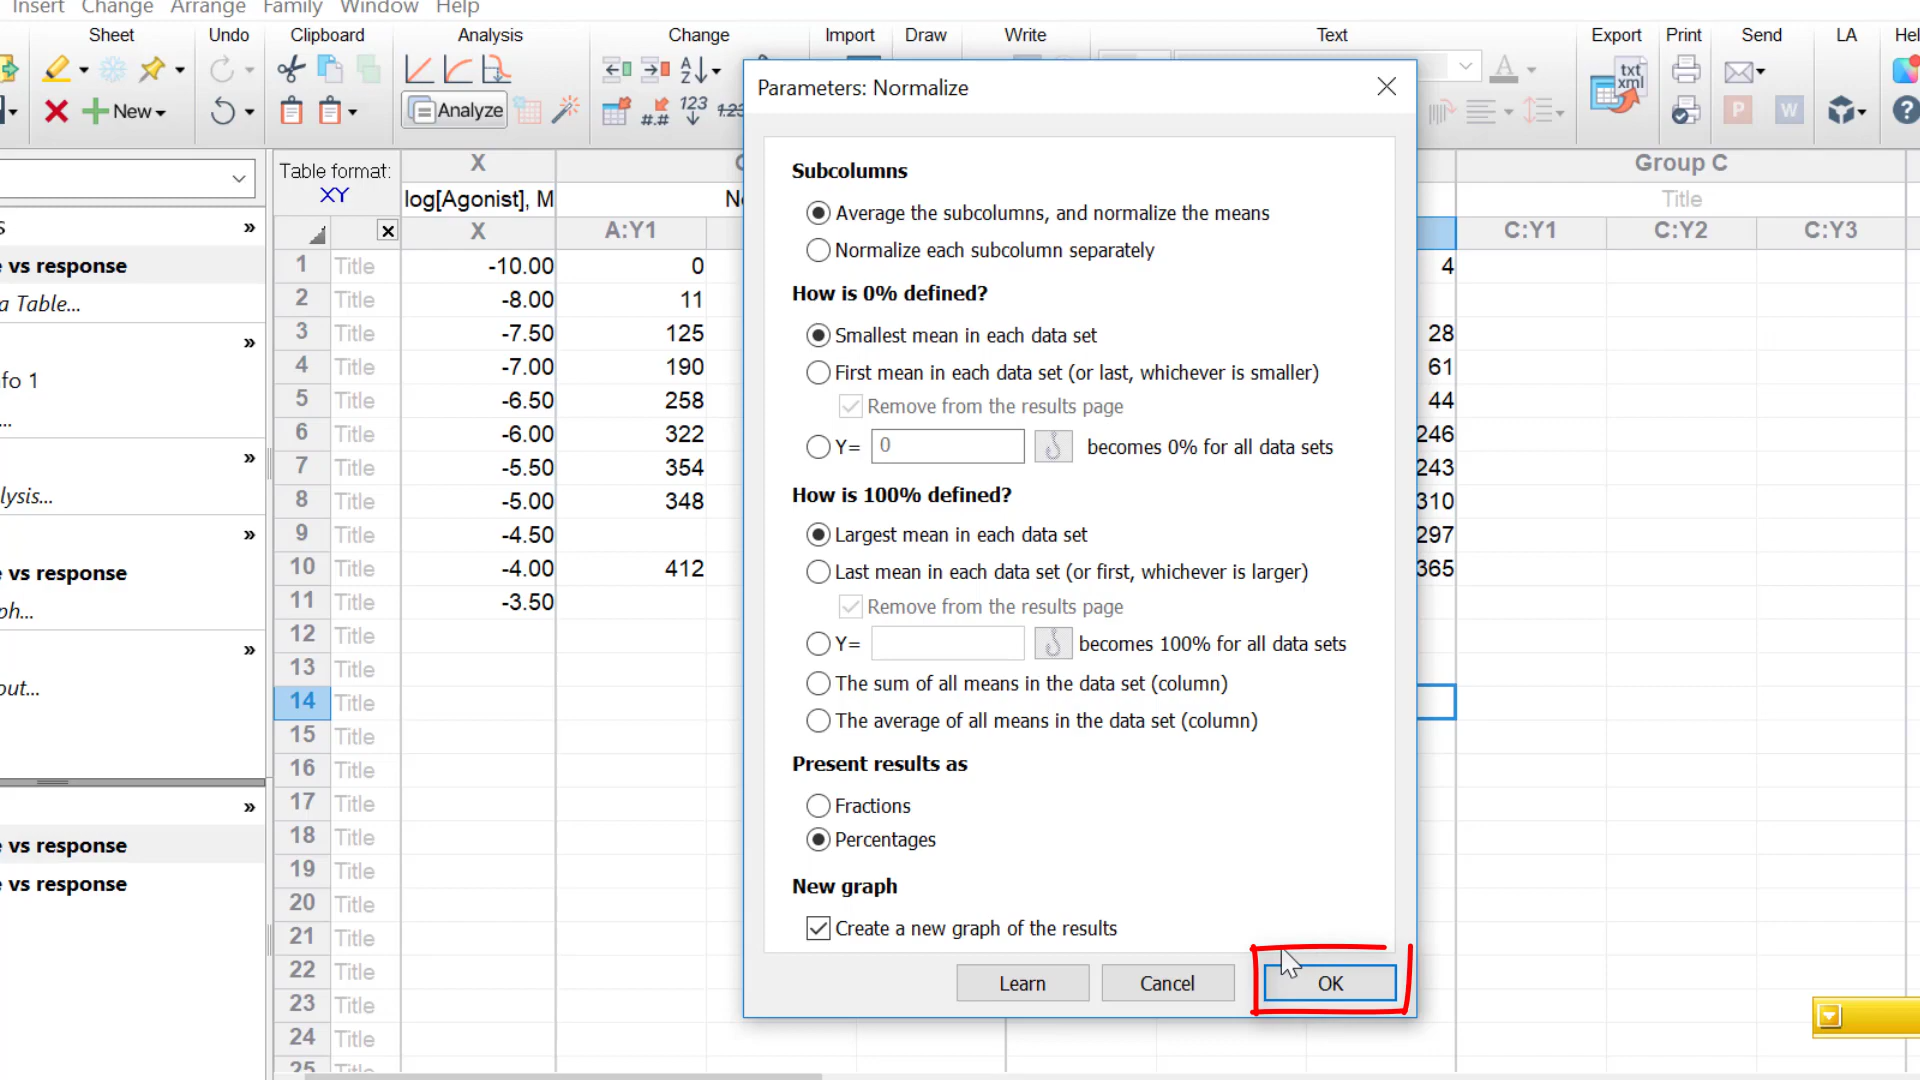 Insert Change Arrange Family Window Help
Sheet Undo Clipboard Analysis Change Import Draw Write Text Export Print Send LA Hel
New
Analyze
Parameters: Normalize
Table format:
XY
X
Group C
log[Agonist], M
No
Title
X
A:Y1
C:Y1 C:Y2 C:Y3
1 Title -10.00 0 4
2 Title -8.00 11
3 Title -7.50 125 28
4 Title -7.00 190 61
5 Title -6.50 258 44
6 Title -6.00 322 246
7 Title -5.50 354 243
8 Title -5.00 348 310
9 Title -4.50 297
10 Title -4.00 412 365
11 Title -3.50
12 Title
13 Title
14 Title
15 Title
16 Title
17 Title
18 Title
19 Title
20 Title
21 Title
22 Title
23 Title
24 Title
25 Title
S
e vs response
a Table...
nfo 1
...
lysis...
e vs response
ph...
out...
e vs response
e vs response
Subcolumns
Average the subcolumns, and normalize the means
Normalize each subcolumn separately
How is 0% defined?
Smallest mean in each data set
First mean in each data set (or last, whichever is smaller)
Remove from the results page
Y= 0 becomes 0% for all data sets
How is 100% defined?
Largest mean in each data set
Last mean in each data set (or first, whichever is larger)
Remove from the results page
Y= becomes 100% for all data sets
The sum of all means in the data set (column)
The average of all means in the data set (column)
Present results as
Fractions
Percentages
New graph
Create a new graph of the results
Learn Cancel OK